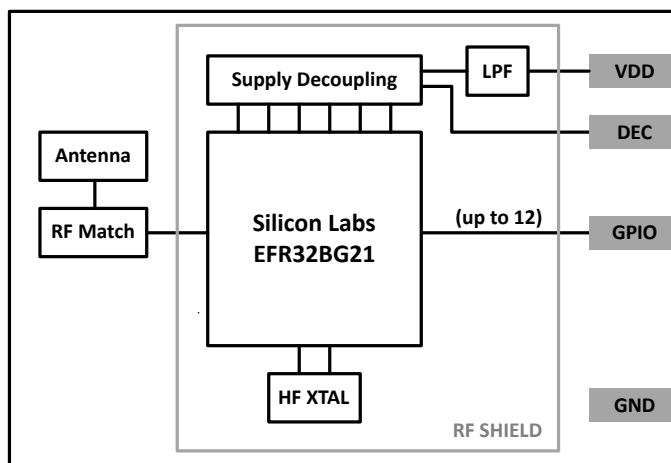 Supply Decoupling
LPF
VDD
DEC
Antenna
RF Match
Silicon Labs
EFR32BG21
(up to 12)
GPIO
HF XTAL
GND
RF SHIELD